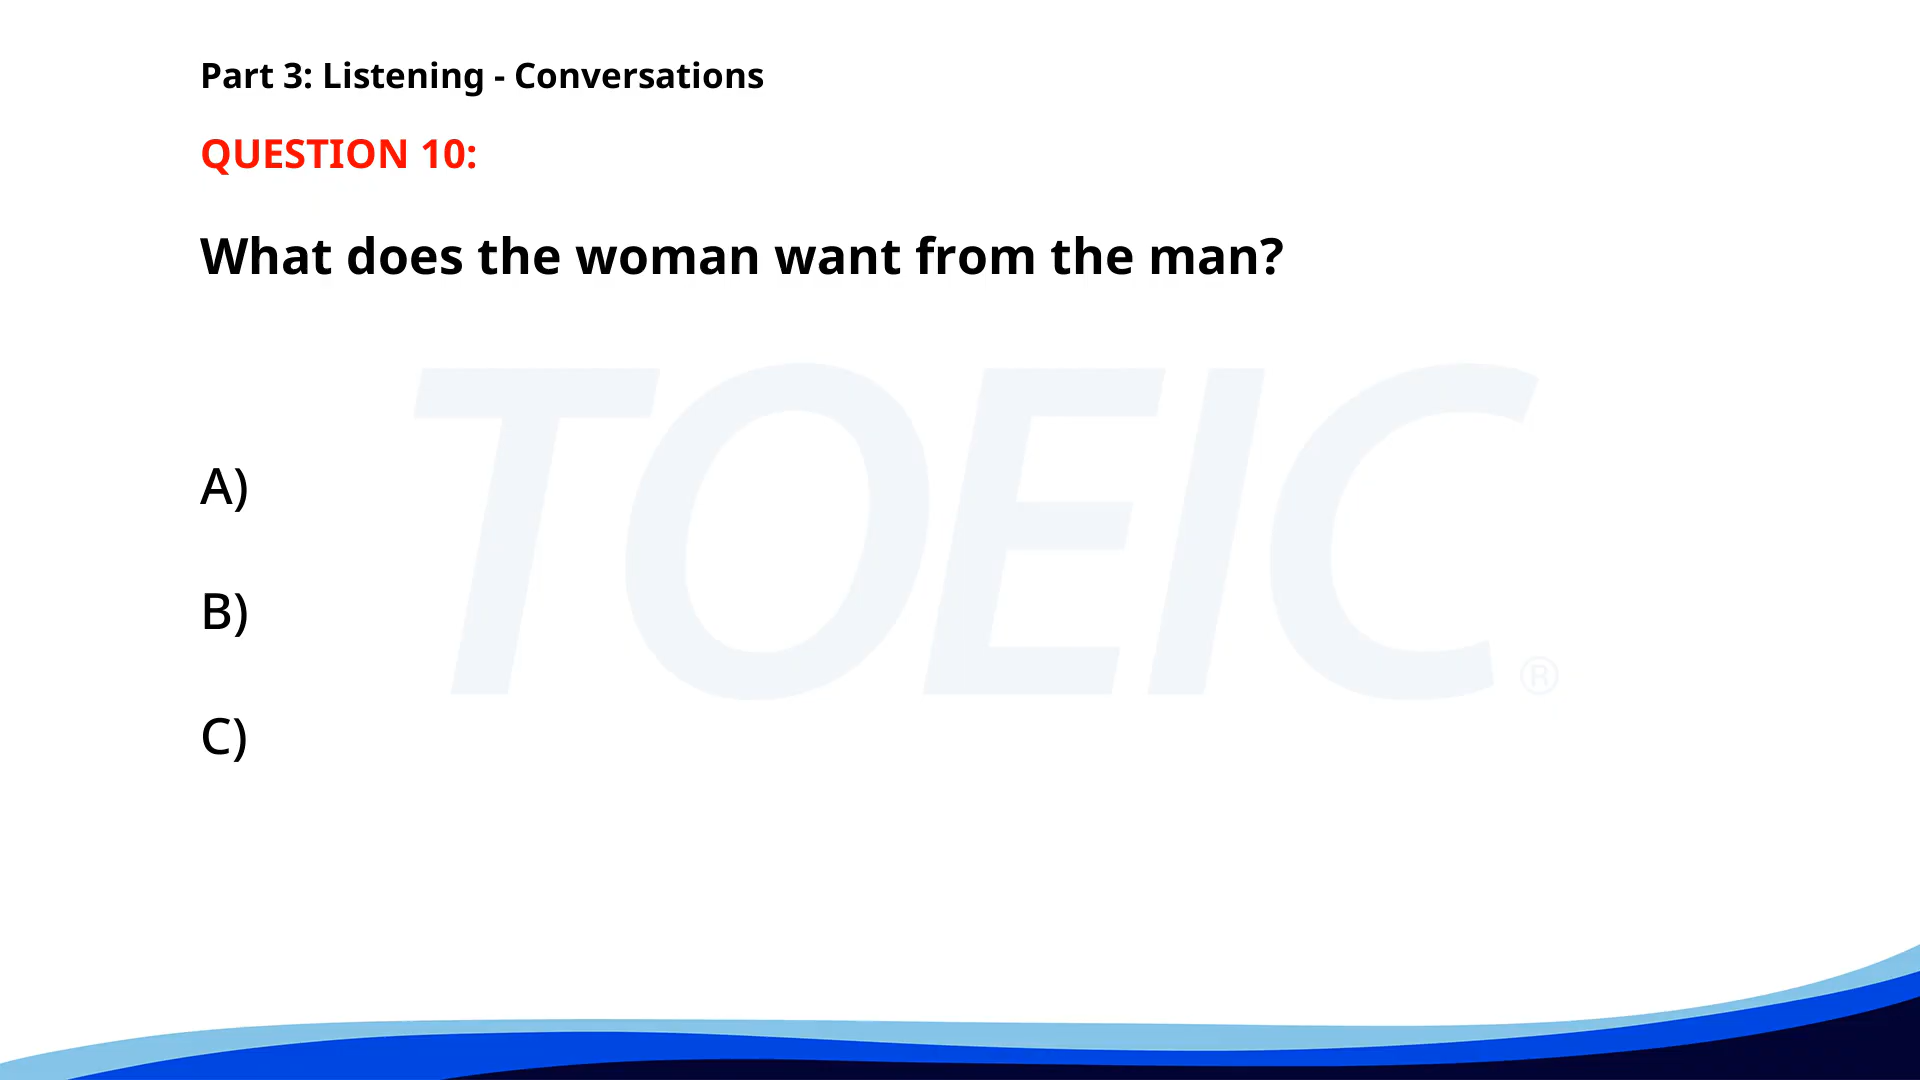 Part 3: Listening - Conversations
QUESTION 10:
What does the woman want from the man?
TOEIC®
A)
B)
C)